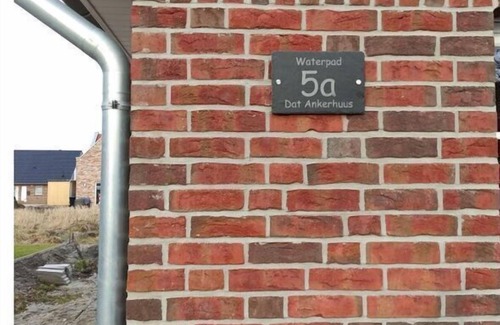 Waterpad
5a
Dat Ankerhuus